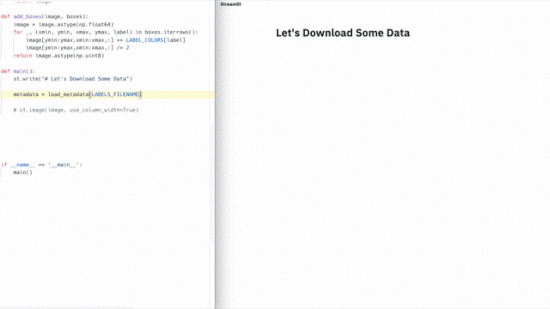 def add_boxes(image, boxes):
image = image.astype(np.float64)
for _, (xmin, ymin, xmax, ymax, label) in boxes.iterrows():
image[ymin:ymax,xmin:xmax,:] += LABEL_COLORS[label]
image[ymin:ymax,xmin:xmax,:] /= 2
return image.astype(np.uint8)
def main():
st.write("# Let's Download Some Data")
metadata = load_metadata(LABELS_FILENAME)
# st.image(image, use_column_width=True)
if __name__ == '__main__':
main()
Streamlit
Let's Download Some Data